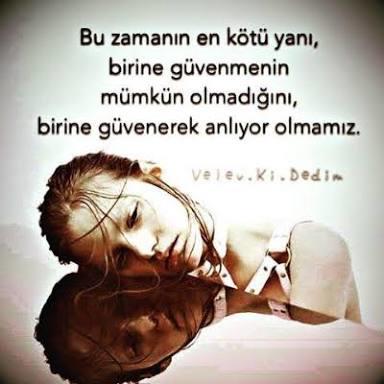 Bu zamanın en kötü yanı,
birine güvenmenin
mümkün olmadığını,
birine güvenerek anlıyor olmamız.
Velev.Ki.Dedim